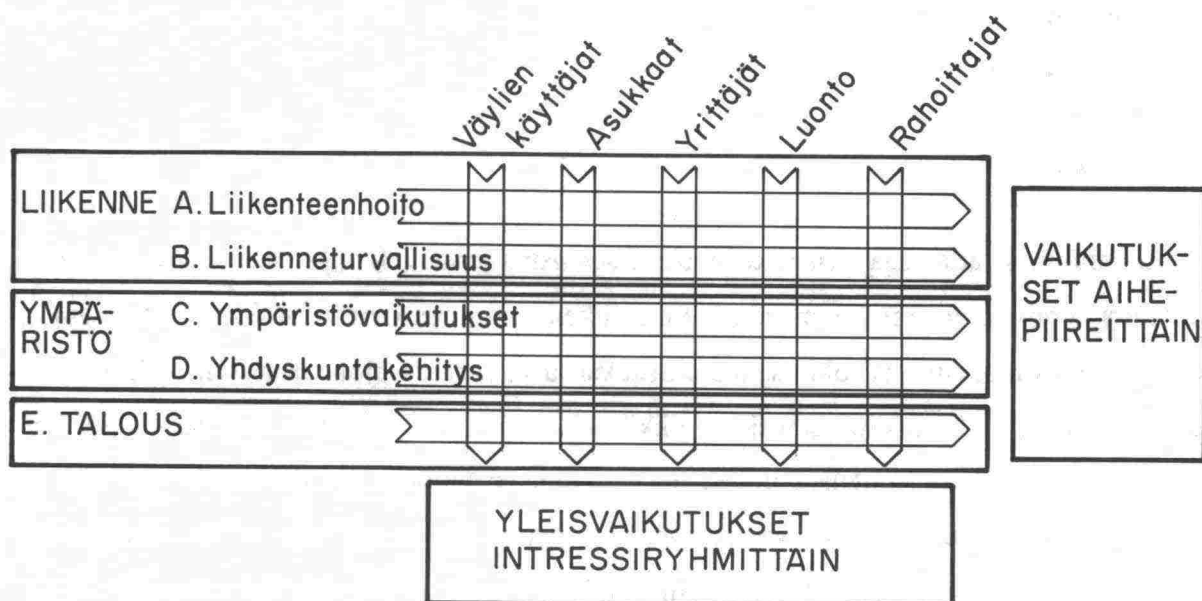 Väylien
käyttäjat
Asukkaat
Yrittäjät
Luonto
Rahoittajat
LIIKENNE A. Liikenteenhoito
B. Liikenneturvallisuus
YMPÄ-
RISTÖ
C. Ympäristövaikutukset
D. Yhdyskuntakehitys
E. TALOUS
VAIKUTUK-
SET AIHE-
PIIREITTÄIN
YLEISVAIKUTUKSET
INTRESSIRYHMITTÄIN